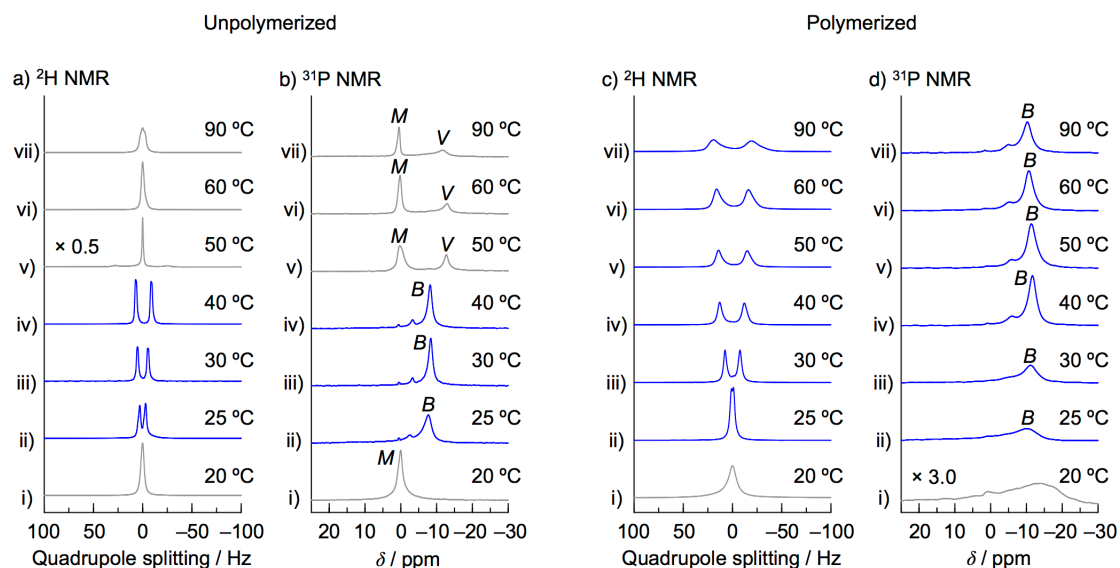 Unpolymerized
Polymerized
a) ²H NMR
b) ³¹P NMR
c) ²H NMR
d) ³¹P NMR
vii) 90 ºC
vi) 60 ºC
v) × 0.5 50 ºC
iv) 40 ºC
iii) 30 ºC
ii) 25 ºC
i) 20 ºC
100 50 0 –50 –100
Quadrupole splitting / Hz
vii) M V 90 ºC
vi) M V 60 ºC
v) M V 50 ºC
iv) B 40 ºC
iii) B 30 ºC
ii) B 25 ºC
i) M 20 ºC
20 10 0 –10 –20 –30
δ / ppm
vii) 90 ºC
vi) 60 ºC
v) 50 ºC
iv) 40 ºC
iii) 30 ºC
ii) 25 ºC
i) 20 ºC
100 50 0 –50 –100
Quadrupole splitting / Hz
vii) B 90 ºC
vi) B 60 ºC
v) B 50 ºC
iv) B 40 ºC
iii) B 30 ºC
ii) B 25 ºC
i) × 3.0 20 ºC
20 10 0 –10 –20 –30
δ / ppm